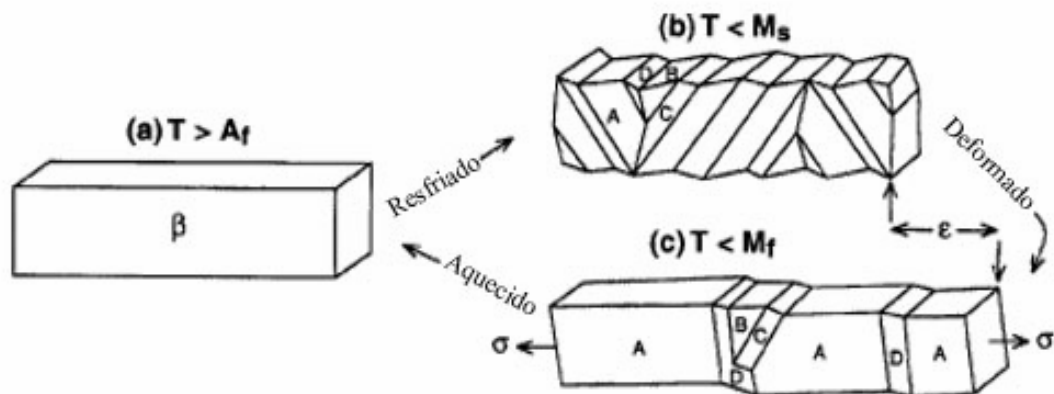 (b) T < Ms
D B
A C
(a) T > Af
β
Resfriado
Deformado
ε
(c) T < Mf
Aquecido
σ A B C D A D A σ